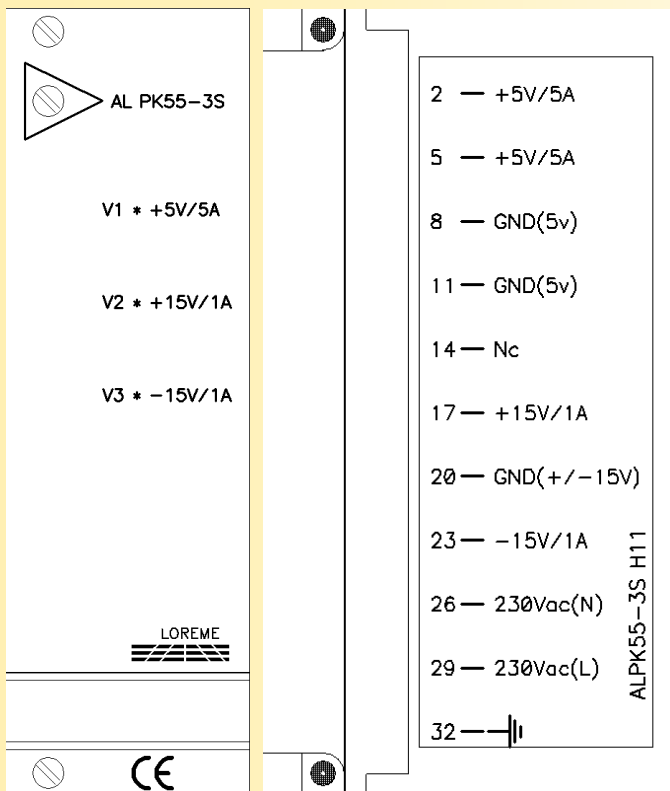 AL PK55-3S
V1 * +5V/5A
V2 * +15V/1A
V3 * -15V/1A
LOREME
CE
2 — +5V/5A
5 — +5V/5A
8 — GND(5v)
11 — GND(5v)
14 — Nc
17 — +15V/1A
20 — GND(+/-15V)
23 — -15V/1A
26 — 230Vac(N)
29 — 230Vac(L)
32 —
ALPK55-3S H11